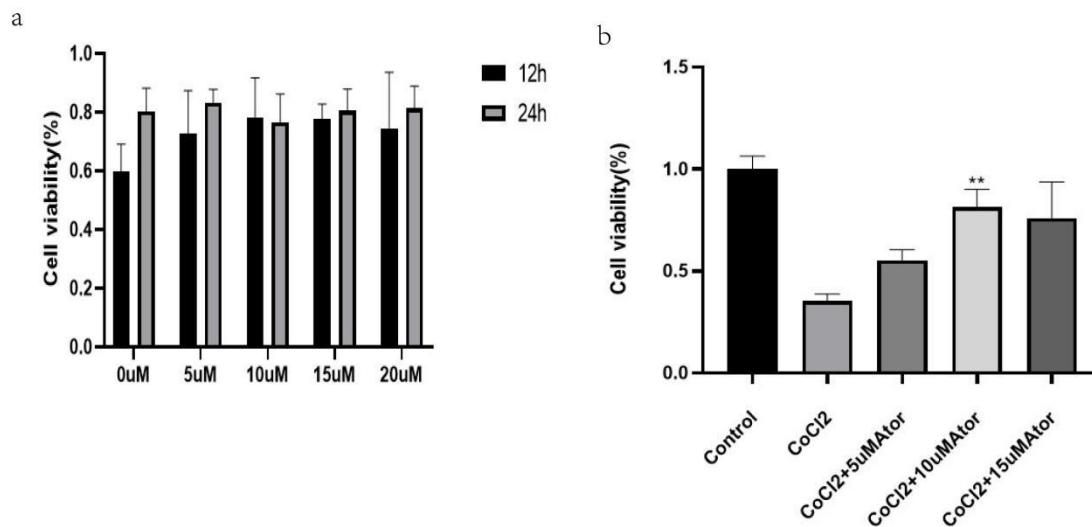 a
1.0
0.8
0.6
0.4
0.2
0.0
Cell viability(%)
0uM 5uM 10uM 15uM 20uM
12h
24h
b
1.5
1.0
0.5
0.0
Cell viability(%)
**
Control
CoCl2
CoCl2+5uMAtor
CoCl2+10uMAtor
CoCl2+15uMAtor